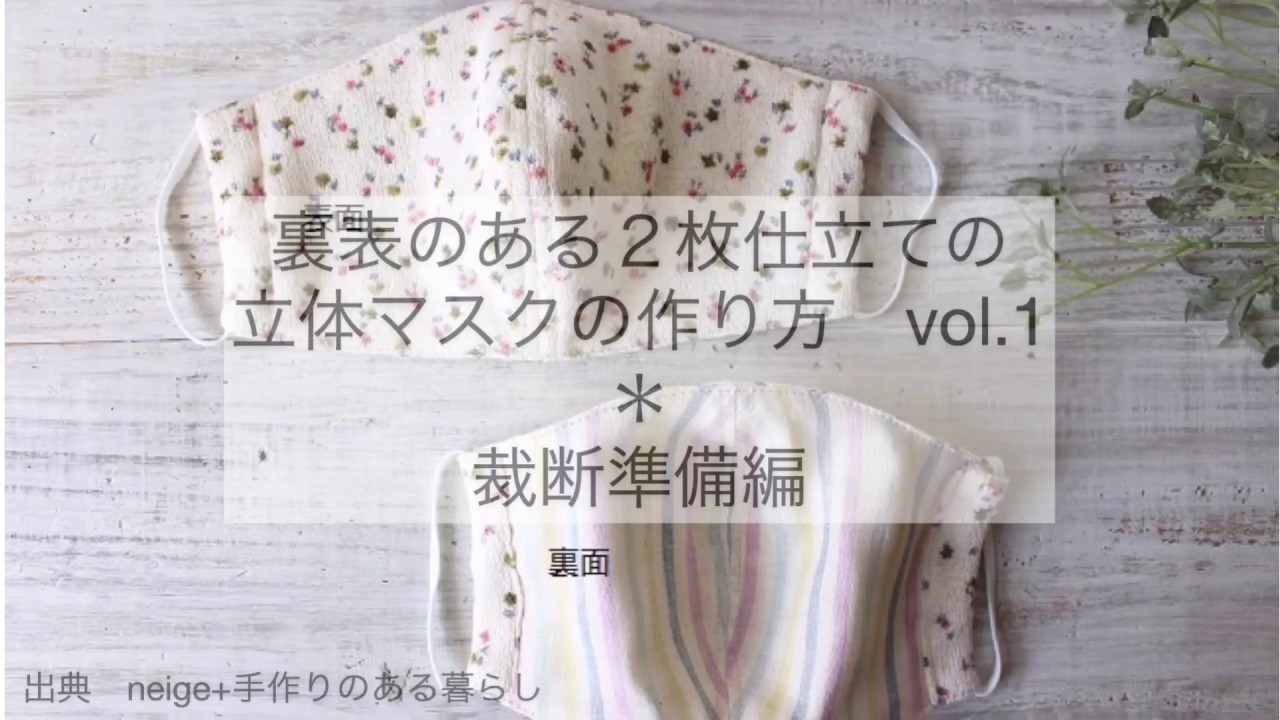 表面
裏表のある２枚仕立ての
立体マスクの作り方　vol.1
＊
裁断準備編
裏面
出典　neige+手作りのある暮らし